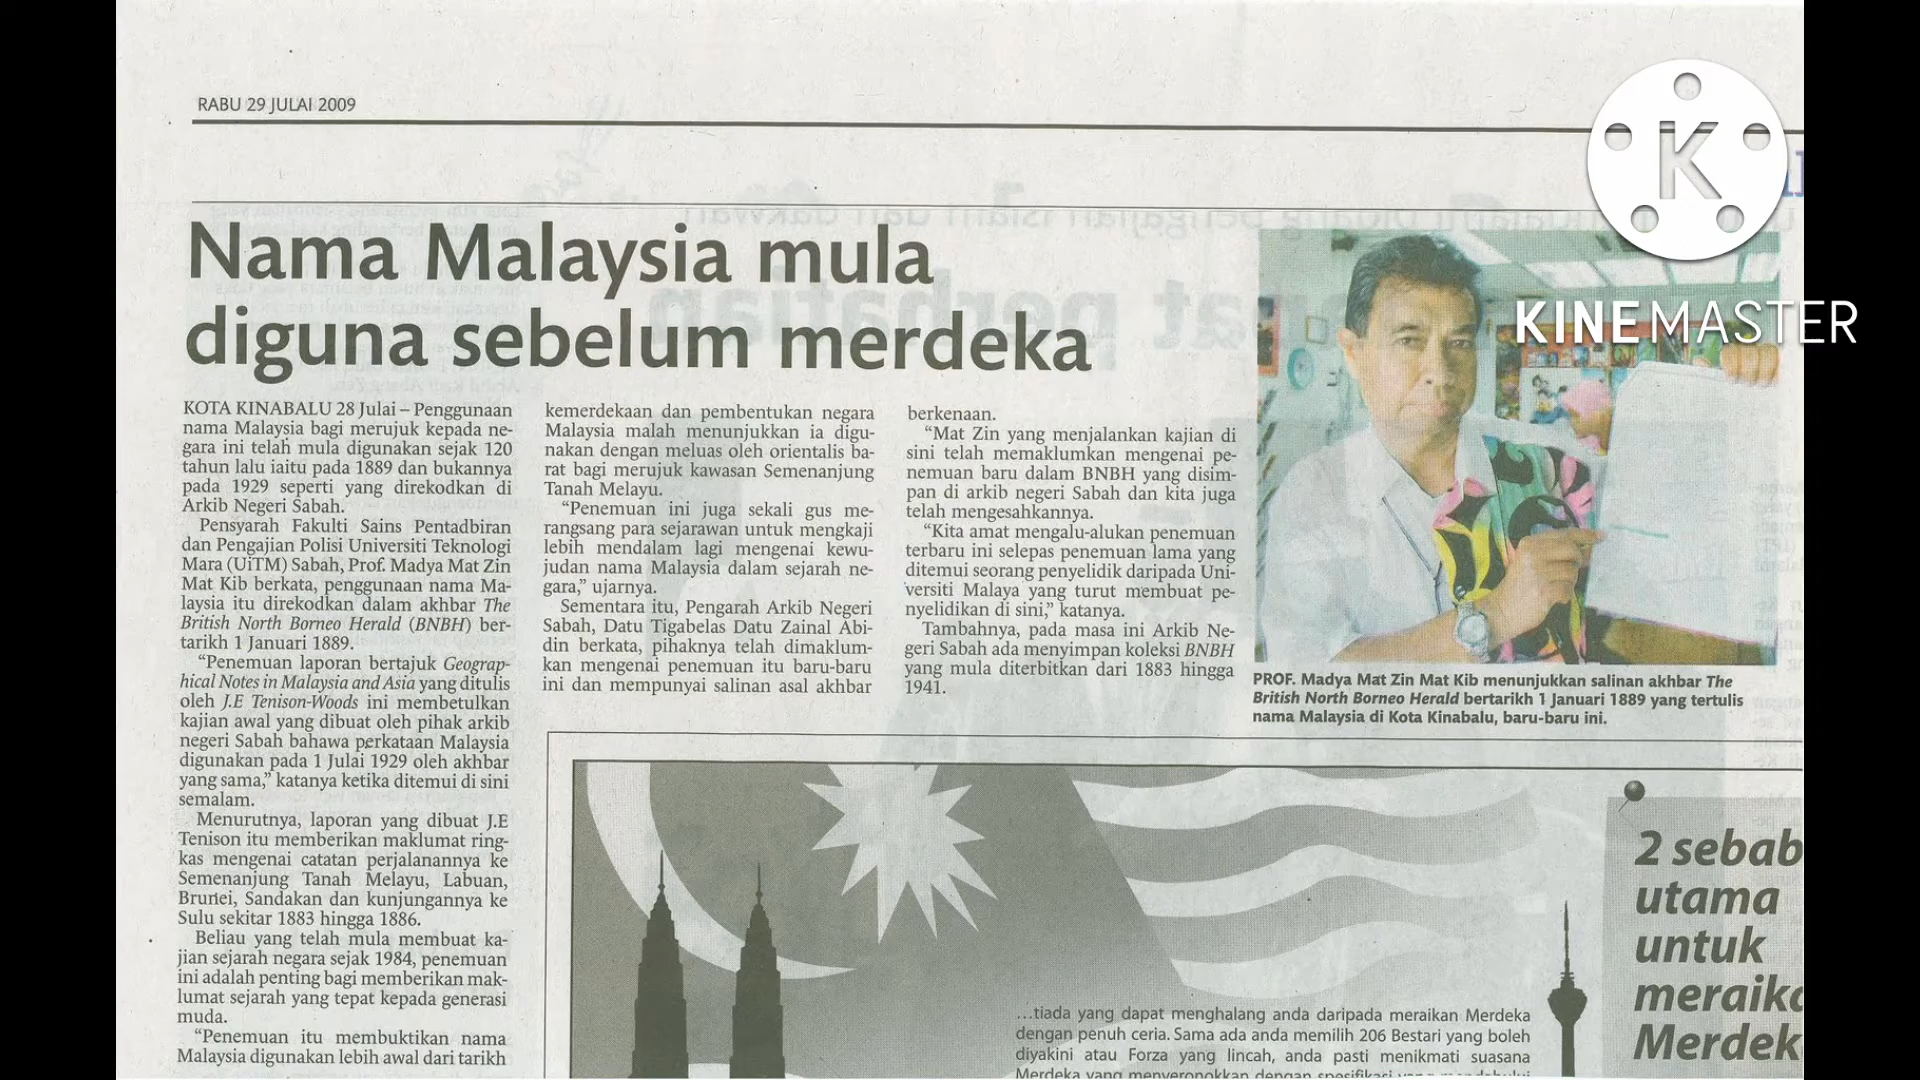 RABU 29 JULAI 2009
Nama Malaysia mula
diguna sebelum merdeka
KOTA KINABALU 28 Julai – Penggunaan
nama Malaysia bagi merujuk kepada ne-
gara ini telah mula digunakan sejak 120
tahun lalu iaitu pada 1889 dan bukannya
pada 1929 seperti yang direkodkan di
Arkib Negeri Sabah.
Pensyarah Fakulti Sains Pentadbiran
dan Pengajian Polisi Universiti Teknologi
Mara (UiTM) Sabah, Prof. Madya Mat Zin
Mat Kib berkata, penggunaan nama Ma-
laysia itu direkodkan dalam akhbar The
British North Borneo Herald (BNBH) ber-
tarikh 1 Januari 1889.
“Penemuan laporan bertajuk Geograp-
hical Notes in Malaysia and Asia yang ditulis
oleh J.E Tenison-Woods ini membetulkan
kajian awal yang dibuat oleh pihak arkib
negeri Sabah bahawa perkataan Malaysia
digunakan pada 1 Julai 1929 oleh akhbar
yang sama,” katanya ketika ditemui di sini
semalam.
Menurutnya, laporan yang dibuat J.E
Tenison itu memberikan maklumat ring-
kas mengenai catatan perjalanannya ke
Semenanjung Tanah Melayu, Labuan,
Brunei, Sandakan dan kunjungannya ke
Sulu sekitar 1883 hingga 1886.
Beliau yang telah mula membuat ka-
jian sejarah negara sejak 1984, penemuan
ini adalah penting bagi memberikan mak-
lumat sejarah yang tepat kepada generasi
muda.
“Penemuan itu membuktikan nama
Malaysia digunakan lebih awal dari tarikh
kemerdekaan dan pembentukan negara
Malaysia malah menunjukkan ia digu-
nakan dengan meluas oleh orientalis ba-
rat bagi merujuk kawasan Semenanjung
Tanah Melayu.
“Penemuan ini juga sekali gus me-
rangsang para sejarawan untuk mengkaji
lebih mendalam lagi mengenai kewu-
judan nama Malaysia dalam sejarah ne-
gara,” ujarnya.
Sementara itu, Pengarah Arkib Negeri
Sabah, Datu Tigabelas Datu Zainal Abi-
din berkata, pihaknya telah dimaklum-
kan mengenai penemuan itu baru-baru
ini dan mempunyai salinan asal akhbar
berkenaan.
“Mat Zin yang menjalankan kajian di
sini telah memaklumkan mengenai pe-
nemuan baru dalam BNBH yang disim-
pan di arkib negeri Sabah dan kita juga
telah mengesahkannya.
“Kita amat mengalu-alukan penemuan
terbaru ini selepas penemuan lama yang
ditemui seorang penyelidik daripada Uni-
versiti Malaya yang turut membuat pe-
nyelidikan di sini,” katanya.
Tambahnya, pada masa ini Arkib Ne-
geri Sabah ada menyimpan koleksi BNBH
yang mula diterbitkan dari 1883 hingga
1941.
K
KINEMASTER
PROF. Madya Mat Zin Mat Kib menunjukkan salinan akhbar The
British North Borneo Herald bertarikh 1 Januari 1889 yang tertulis
nama Malaysia di Kota Kinabalu, baru-baru ini.
...tiada yang dapat menghalang anda daripada meraikan Merdeka
dengan penuh ceria. Sama ada anda memilih 206 Bestari yang boleh
diyakini atau Forza yang lincah, anda pasti menikmati suasana
Merdeka yang menyeronokkan dengan spesifikasi yang
2 sebab
utama
untuk
meraika
Merdek